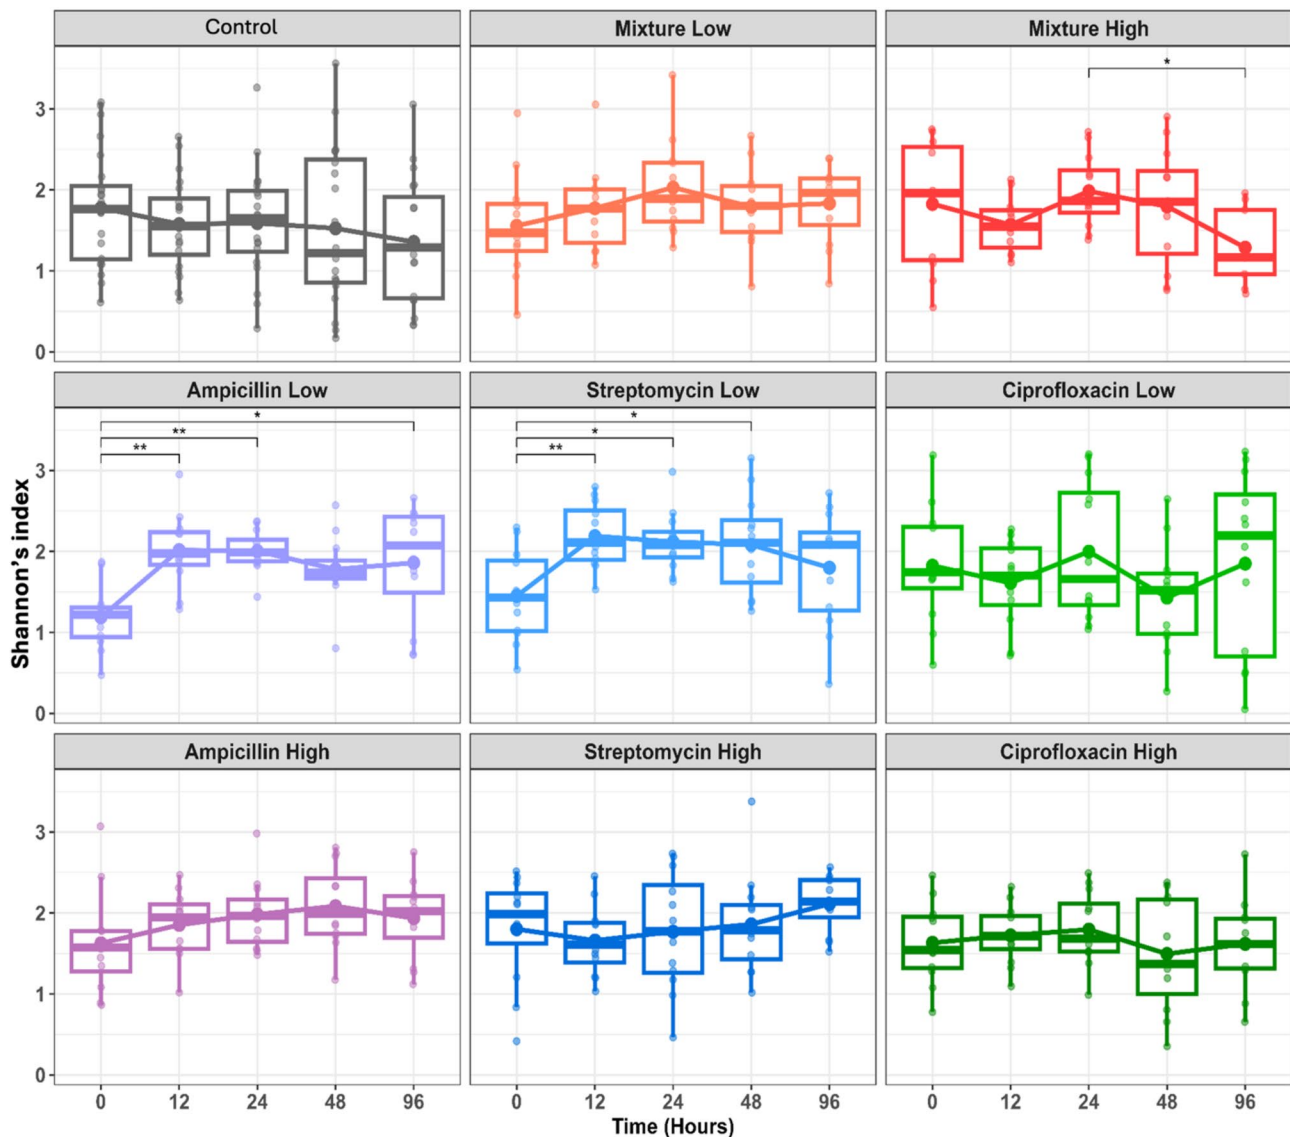 Control
Mixture Low
Mixture High
3
2
1
0
*
Ampicillin Low
Streptomycin Low
Ciprofloxacin Low
Shannon's index
3
2
1
0
*
**
**
*
*
**
Ampicillin High
Streptomycin High
Ciprofloxacin High
3
2
1
0
0 12 24 48 96
0 12 24 48 96
0 12 24 48 96
Time (Hours)